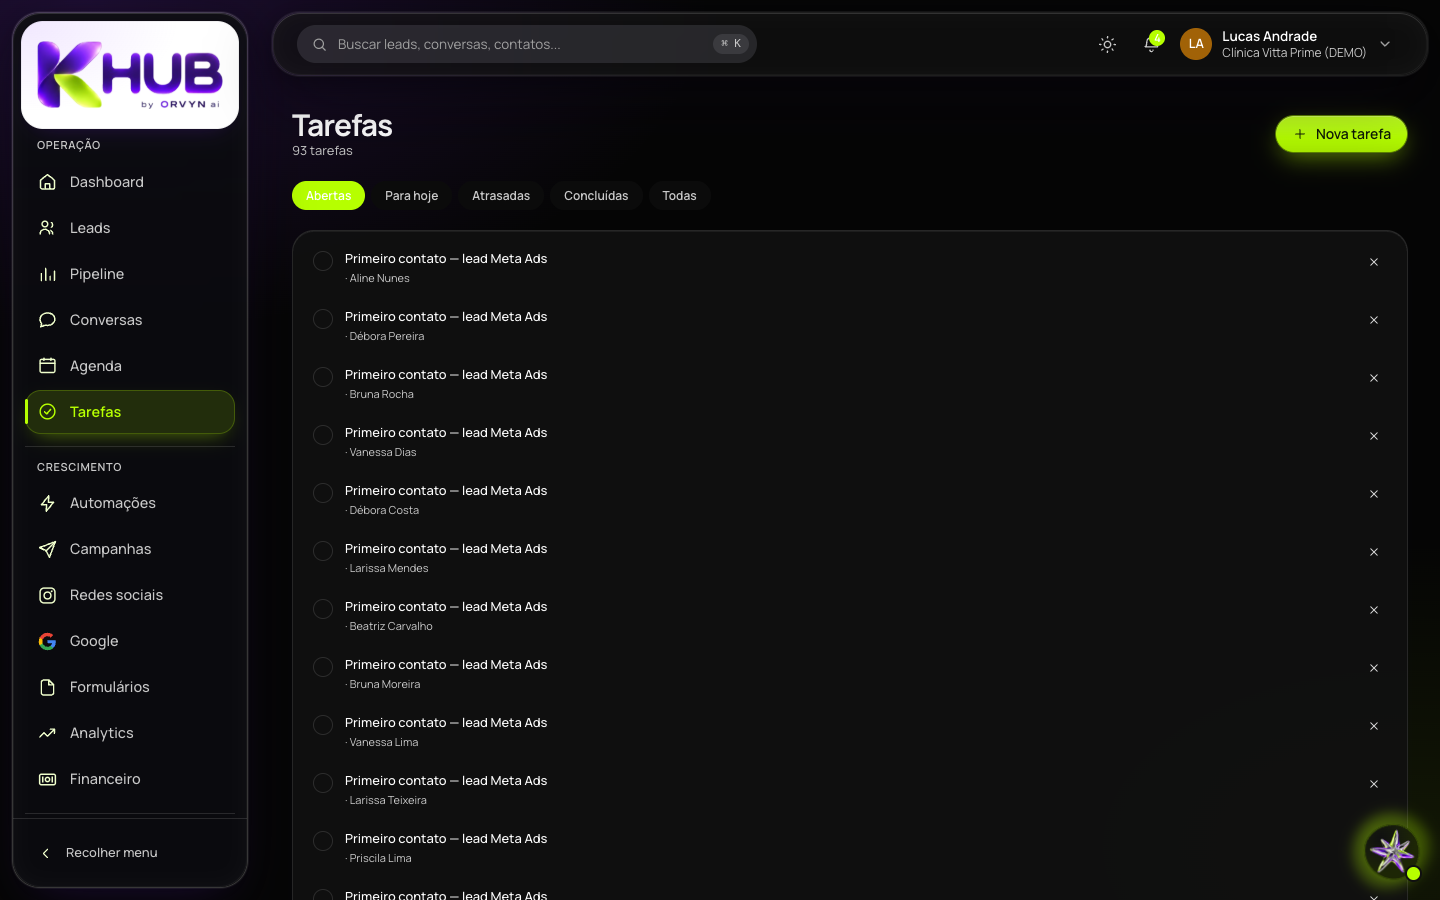 KHUB
by ORVYN ai
OPERAÇÃO
Dashboard
Leads
Pipeline
Conversas
Agenda
Tarefas
CRESCIMENTO
Automações
Campanhas
Redes sociais
Google
Formulários
Analytics
Financeiro
Recolher menu
Buscar leads, conversas, contatos...
⌘ K
4
LA
Lucas Andrade
Clínica Vitta Prime (DEMO)
Tarefas
93 tarefas
Nova tarefa
Abertas
Para hoje
Atrasadas
Concluídas
Todas
Primeiro contato — lead Meta Ads
· Aline Nunes
Primeiro contato — lead Meta Ads
· Débora Pereira
Primeiro contato — lead Meta Ads
· Bruna Rocha
Primeiro contato — lead Meta Ads
· Vanessa Dias
Primeiro contato — lead Meta Ads
· Débora Costa
Primeiro contato — lead Meta Ads
· Larissa Mendes
Primeiro contato — lead Meta Ads
· Beatriz Carvalho
Primeiro contato — lead Meta Ads
· Bruna Moreira
Primeiro contato — lead Meta Ads
· Vanessa Lima
Primeiro contato — lead Meta Ads
· Larissa Teixeira
Primeiro contato — lead Meta Ads
· Priscila Lima
Primeiro contato — lead Meta Ads